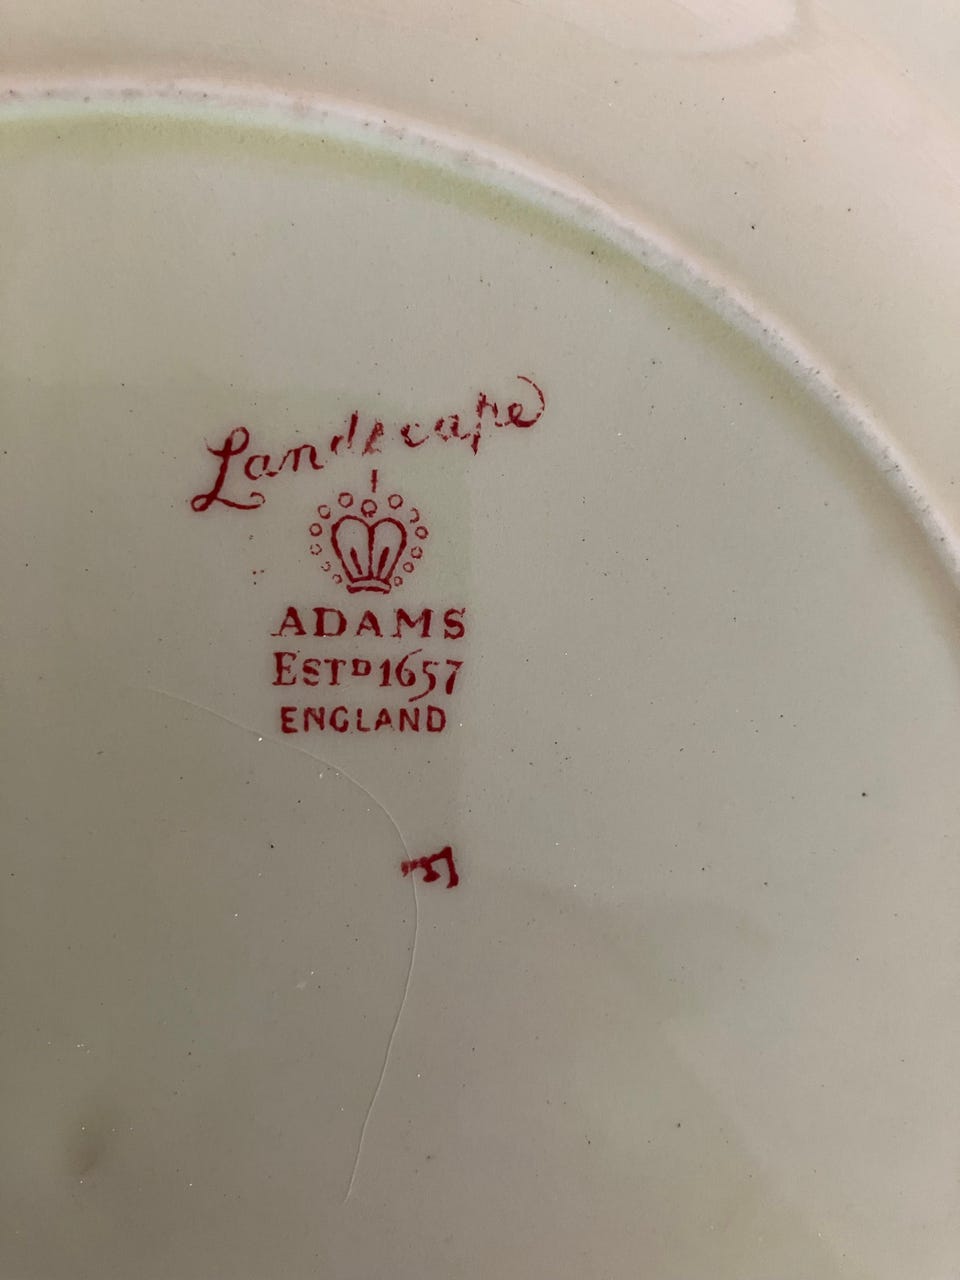 Landscape
ADAMS
ESTD 1657
ENGLAND